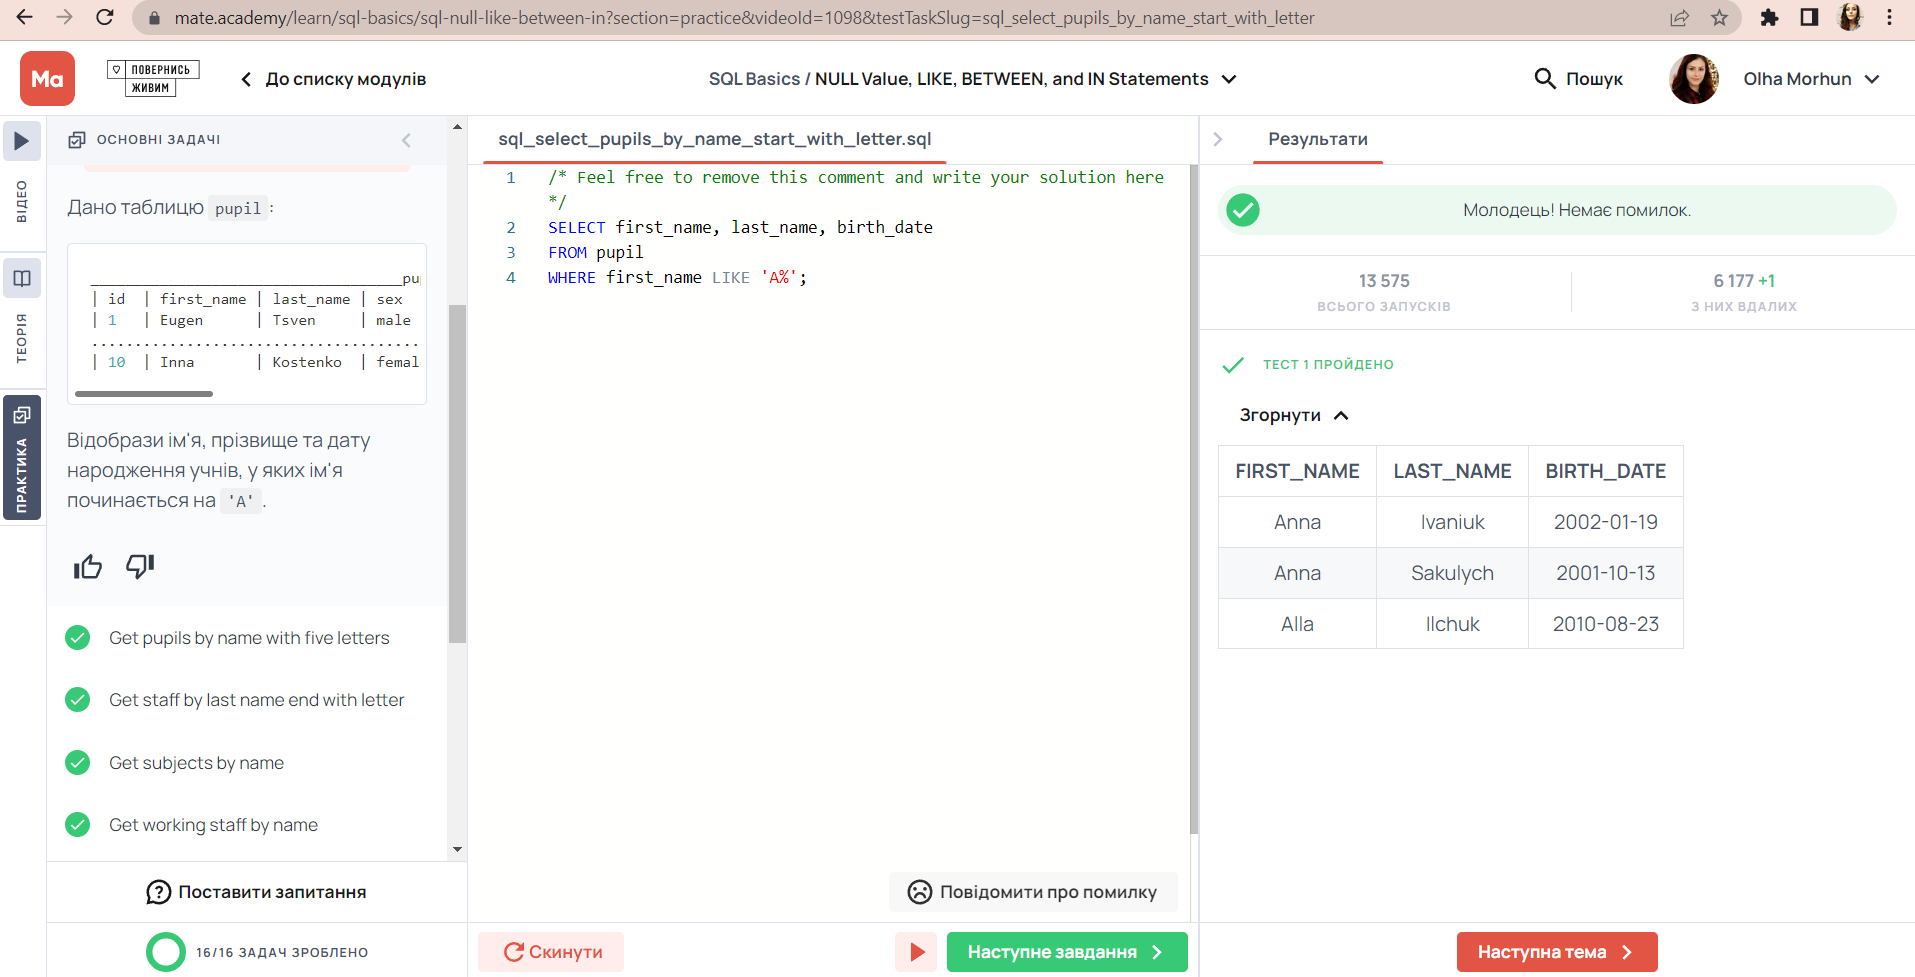 mate.academy/learn/sql-basics/sql-null-like-between-in?section=practice&videoId=1098&testTaskSlug=sql_select_pupils_by_name_start_with_letter
Ma
ПОВЕРНИСЬ
ЖИВИМ
До списку модулів
SQL Basics / NULL Value, LIKE, BETWEEN, and IN Statements
Пошук
Olha Morhun
ВІДЕО
ТЕОРІЯ
ПРАКТИКА
ОСНОВНІ ЗАДАЧІ
Дано таблицю pupil :
___________________________________pu
| id | first_name | last_name | sex
| 1 | Eugen | Tsven | male
......................................
| 10 | Inna | Kostenko | femal
Відобрази ім'я, прізвище та дату
народження учнів, у яких ім'я
починається на 'A' .
Get pupils by name with five letters
Get staff by last name end with letter
Get subjects by name
Get working staff by name
Поставити запитання
16/16 ЗАДАЧ ЗРОБЛЕНО
sql_select_pupils_by_name_start_with_letter.sql
1 /* Feel free to remove this comment and write your solution here
*/
2 SELECT first_name, last_name, birth_date
3 FROM pupil
4 WHERE first_name LIKE 'A%';
Повідомити про помилку
Скинути
Наступне завдання
Результати
Молодець! Немає помилок.
13 575
ВСЬОГО ЗАПУСКІВ
6 177 +1
З НИХ ВДАЛИХ
ТЕСТ 1 ПРОЙДЕНО
Згорнути
FIRST_NAME LAST_NAME BIRTH_DATE
Anna Ivaniuk 2002-01-19
Anna Sakulych 2001-10-13
Alla Ilchuk 2010-08-23
Наступна тема